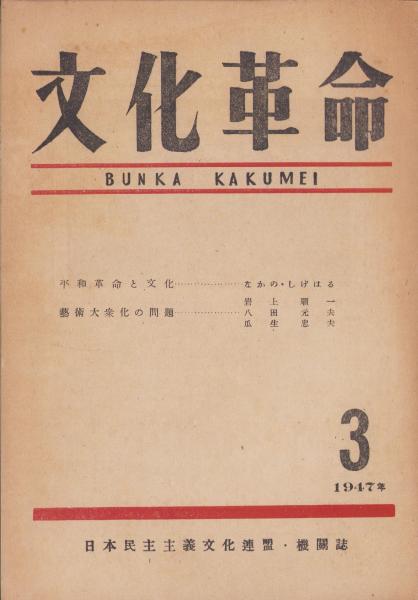 文化革命
BUNKA KAKUMEI
平和革命と文化……………なかの・しげはる
岩上順一
藝術大衆化の問題……………八田元夫
瓜生忠夫
3
1947年
日本民主主義文化連盟・機關誌